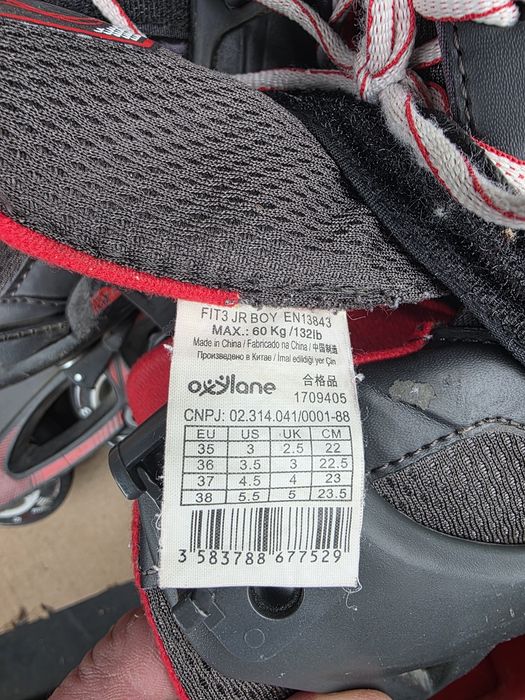 FIT3 JR BOY EN13843
MAX.: 60 Kg /132lb
Made in China / Fabricado na China / 中国制造
Произведено в Китае / Imal edildiği yer Çin
oxylane
合格品
1709405
CNPJ: 02.314.041/0001-88
EU US UK CM
35 3 2.5 22
36 3.5 3 22.5
37 4.5 4 23
38 5.5 5 23.5
3 583788 677529